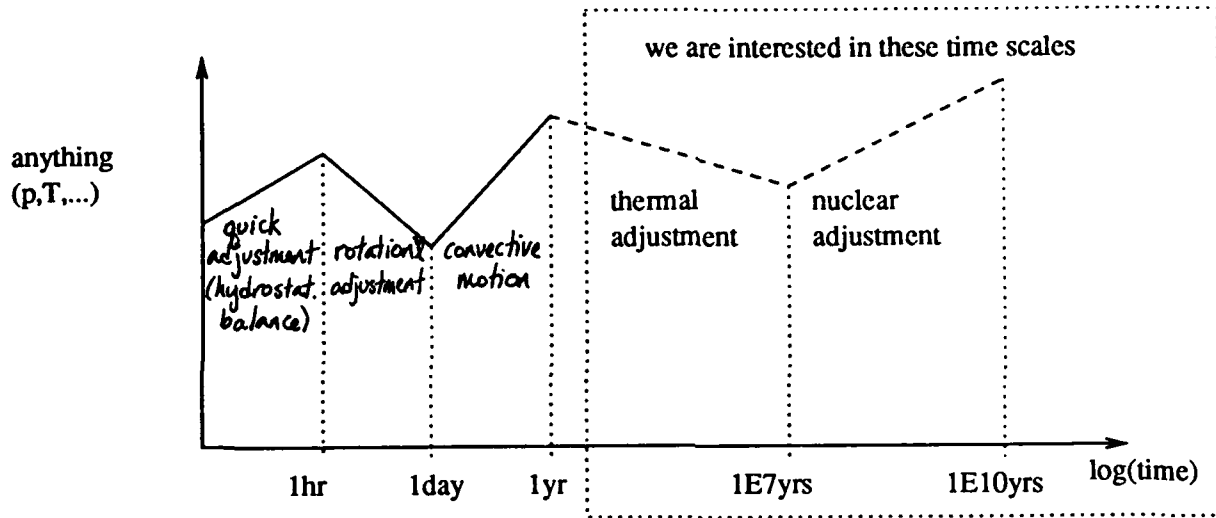 we are interested in these time scales
anything
(p,T,...)
quick
adjustment
(hydrostat.
balance)
rotational
adjustment
convective
motion
thermal
adjustment
nuclear
adjustment
1hr
1day
1yr
1E7yrs
1E10yrs
log(time)